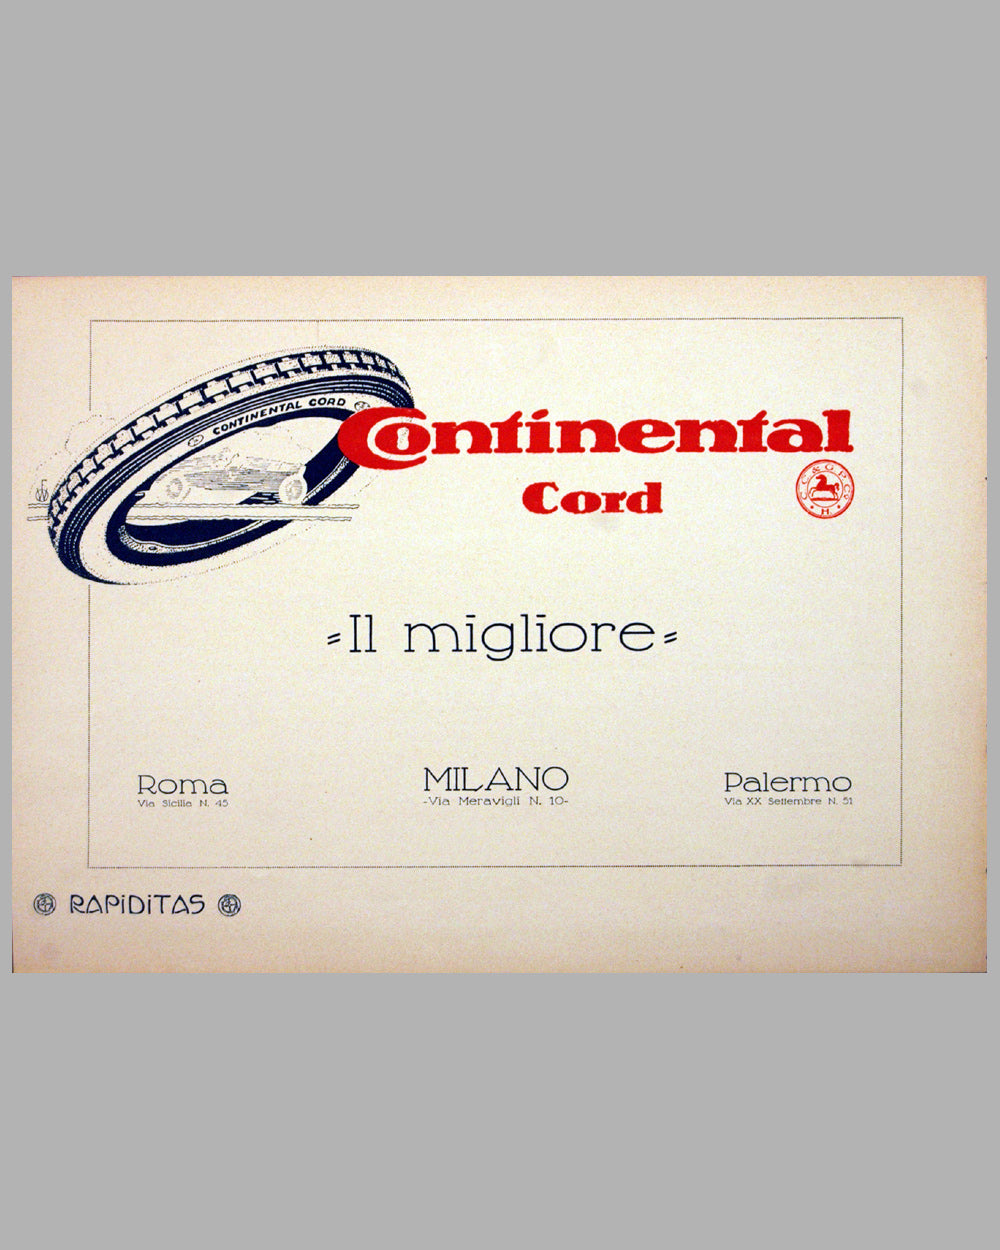 CONTINENTAL CORD
Continental
Cord
C.C. & G.P. Co
H.
Il migliore
Roma
Via Sicilia N. 45
MILANO
-Via Meravigli N. 10-
Palermo
Via XX Settembre N. 51
RAPiDiTAS